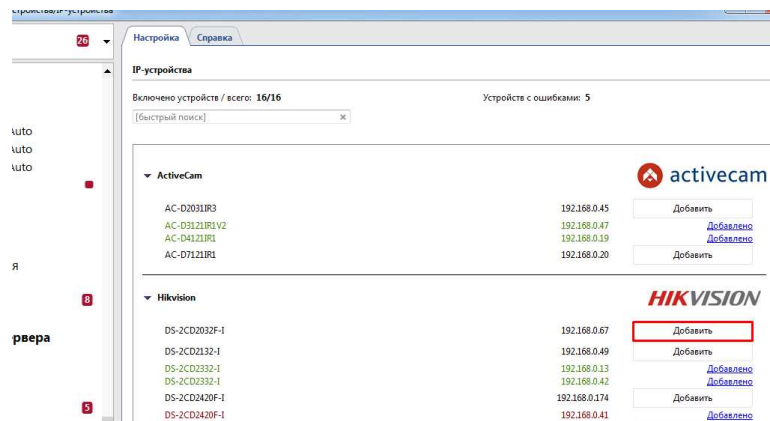 тройства/IP-устройства
26
Настройка Справка
IP-устройства
Включено устройств / всего: 16/16 Устройств с ошибками: 5
[быстрый поиск]
Auto
Auto
Auto
ActiveCam activecam
AC-D2031IR3 192.168.0.45 Добавить
AC-D3121IR1V2 192.168.0.47 Добавлено
AC-D4121IR1 192.168.0.19 Добавлено
AC-D7121IR1 192.168.0.20 Добавить
я
8
Hikvision HIKVISION
DS-2CD2032F-I 192.168.0.67 Добавить
рвера
DS-2CD2132-I 192.168.0.49 Добавить
DS-2CD2332-I 192.168.0.13 Добавлено
DS-2CD2332-I 192.168.0.42 Добавлено
DS-2CD2420F-I 192.168.0.174 Добавить
5
DS-2CD2420F-I 192.168.0.41 Добавлено